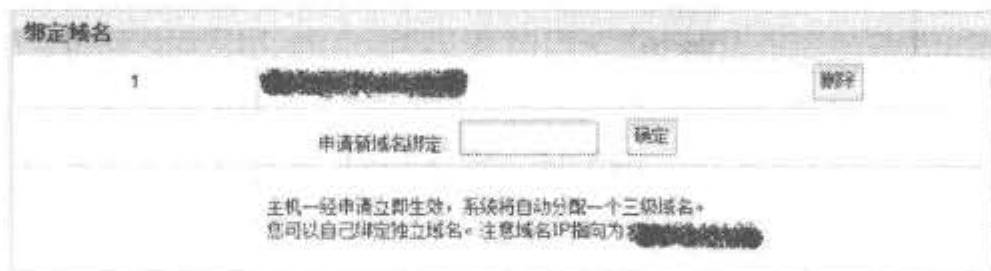 绑定域名
1 删除
申请新域名绑定 确定
主机一经申请立即生效，系统将自动分配一个三级域名。
您可以自己绑定独立域名。注意域名IP指向为